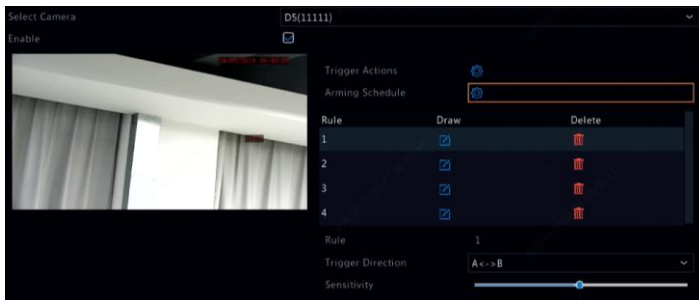 Select Camera D5(11111)
Enable
Trigger Actions
Arming Schedule
Rule Draw Delete
1
2
3
4
Rule 1
Trigger Direction A<->B
Sensitivity